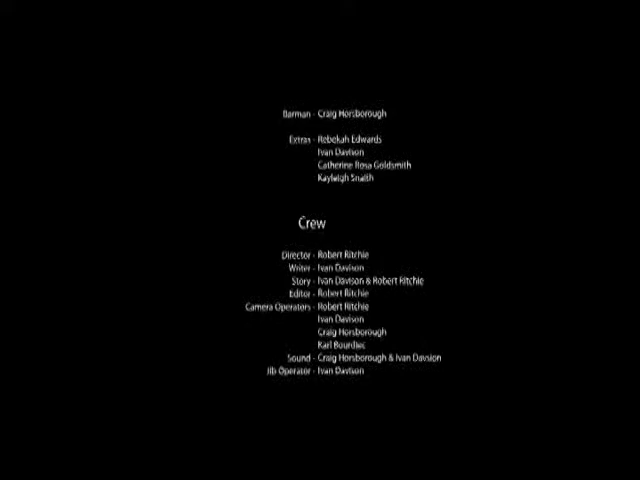 Barman - Craig Horsborough
Extras - Rebekah Edwards
Ivan Davison
Catherine Rosa Goldsmith
Kayleigh Snaith
Crew
Director - Robert Ritchie
Writer - Ivan Davison
Story - Ivan Davison & Robert Ritchie
Editor - Robert Ritchie
Camera Operators - Robert Ritchie
Ivan Davison
Craig Horsborough
Karl Bourdiec
Sound - Craig Horsborough & Ivan Davsion
Jib Operator - Ivan Davison